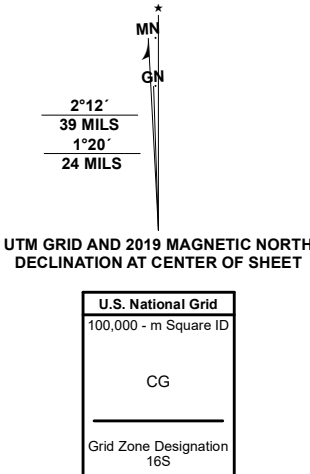 MN
GN
2°12´
39 MILS
1°20´
24 MILS
UTM GRID AND 2019 MAGNETIC NORTH
DECLINATION AT CENTER OF SHEET
U.S. National Grid
100,000 - m Square ID
CG
Grid Zone Designation
16S